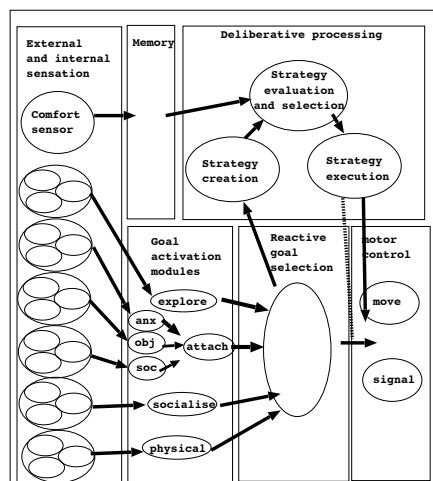 External
and internal
sensation
Memory
Deliberative processing
Comfort
sensor
Strategy
evaluation
and selection
Strategy
creation
Strategy
execution
Goal
activation
modules
Reactive
goal
selection
motor
control
explore
anx
obj
soc
attach
socialise
physical
move
signal